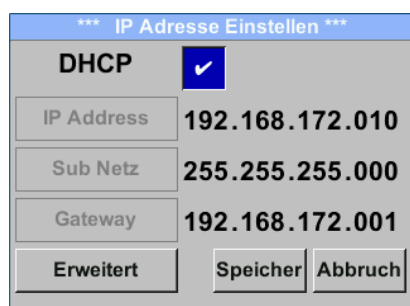 *** IP Adresse Einstellen ***
DHCP ✔
IP Address 192.168.172.010
Sub Netz 255.255.255.000
Gateway 192.168.172.001
Erweitert Speicher Abbruch